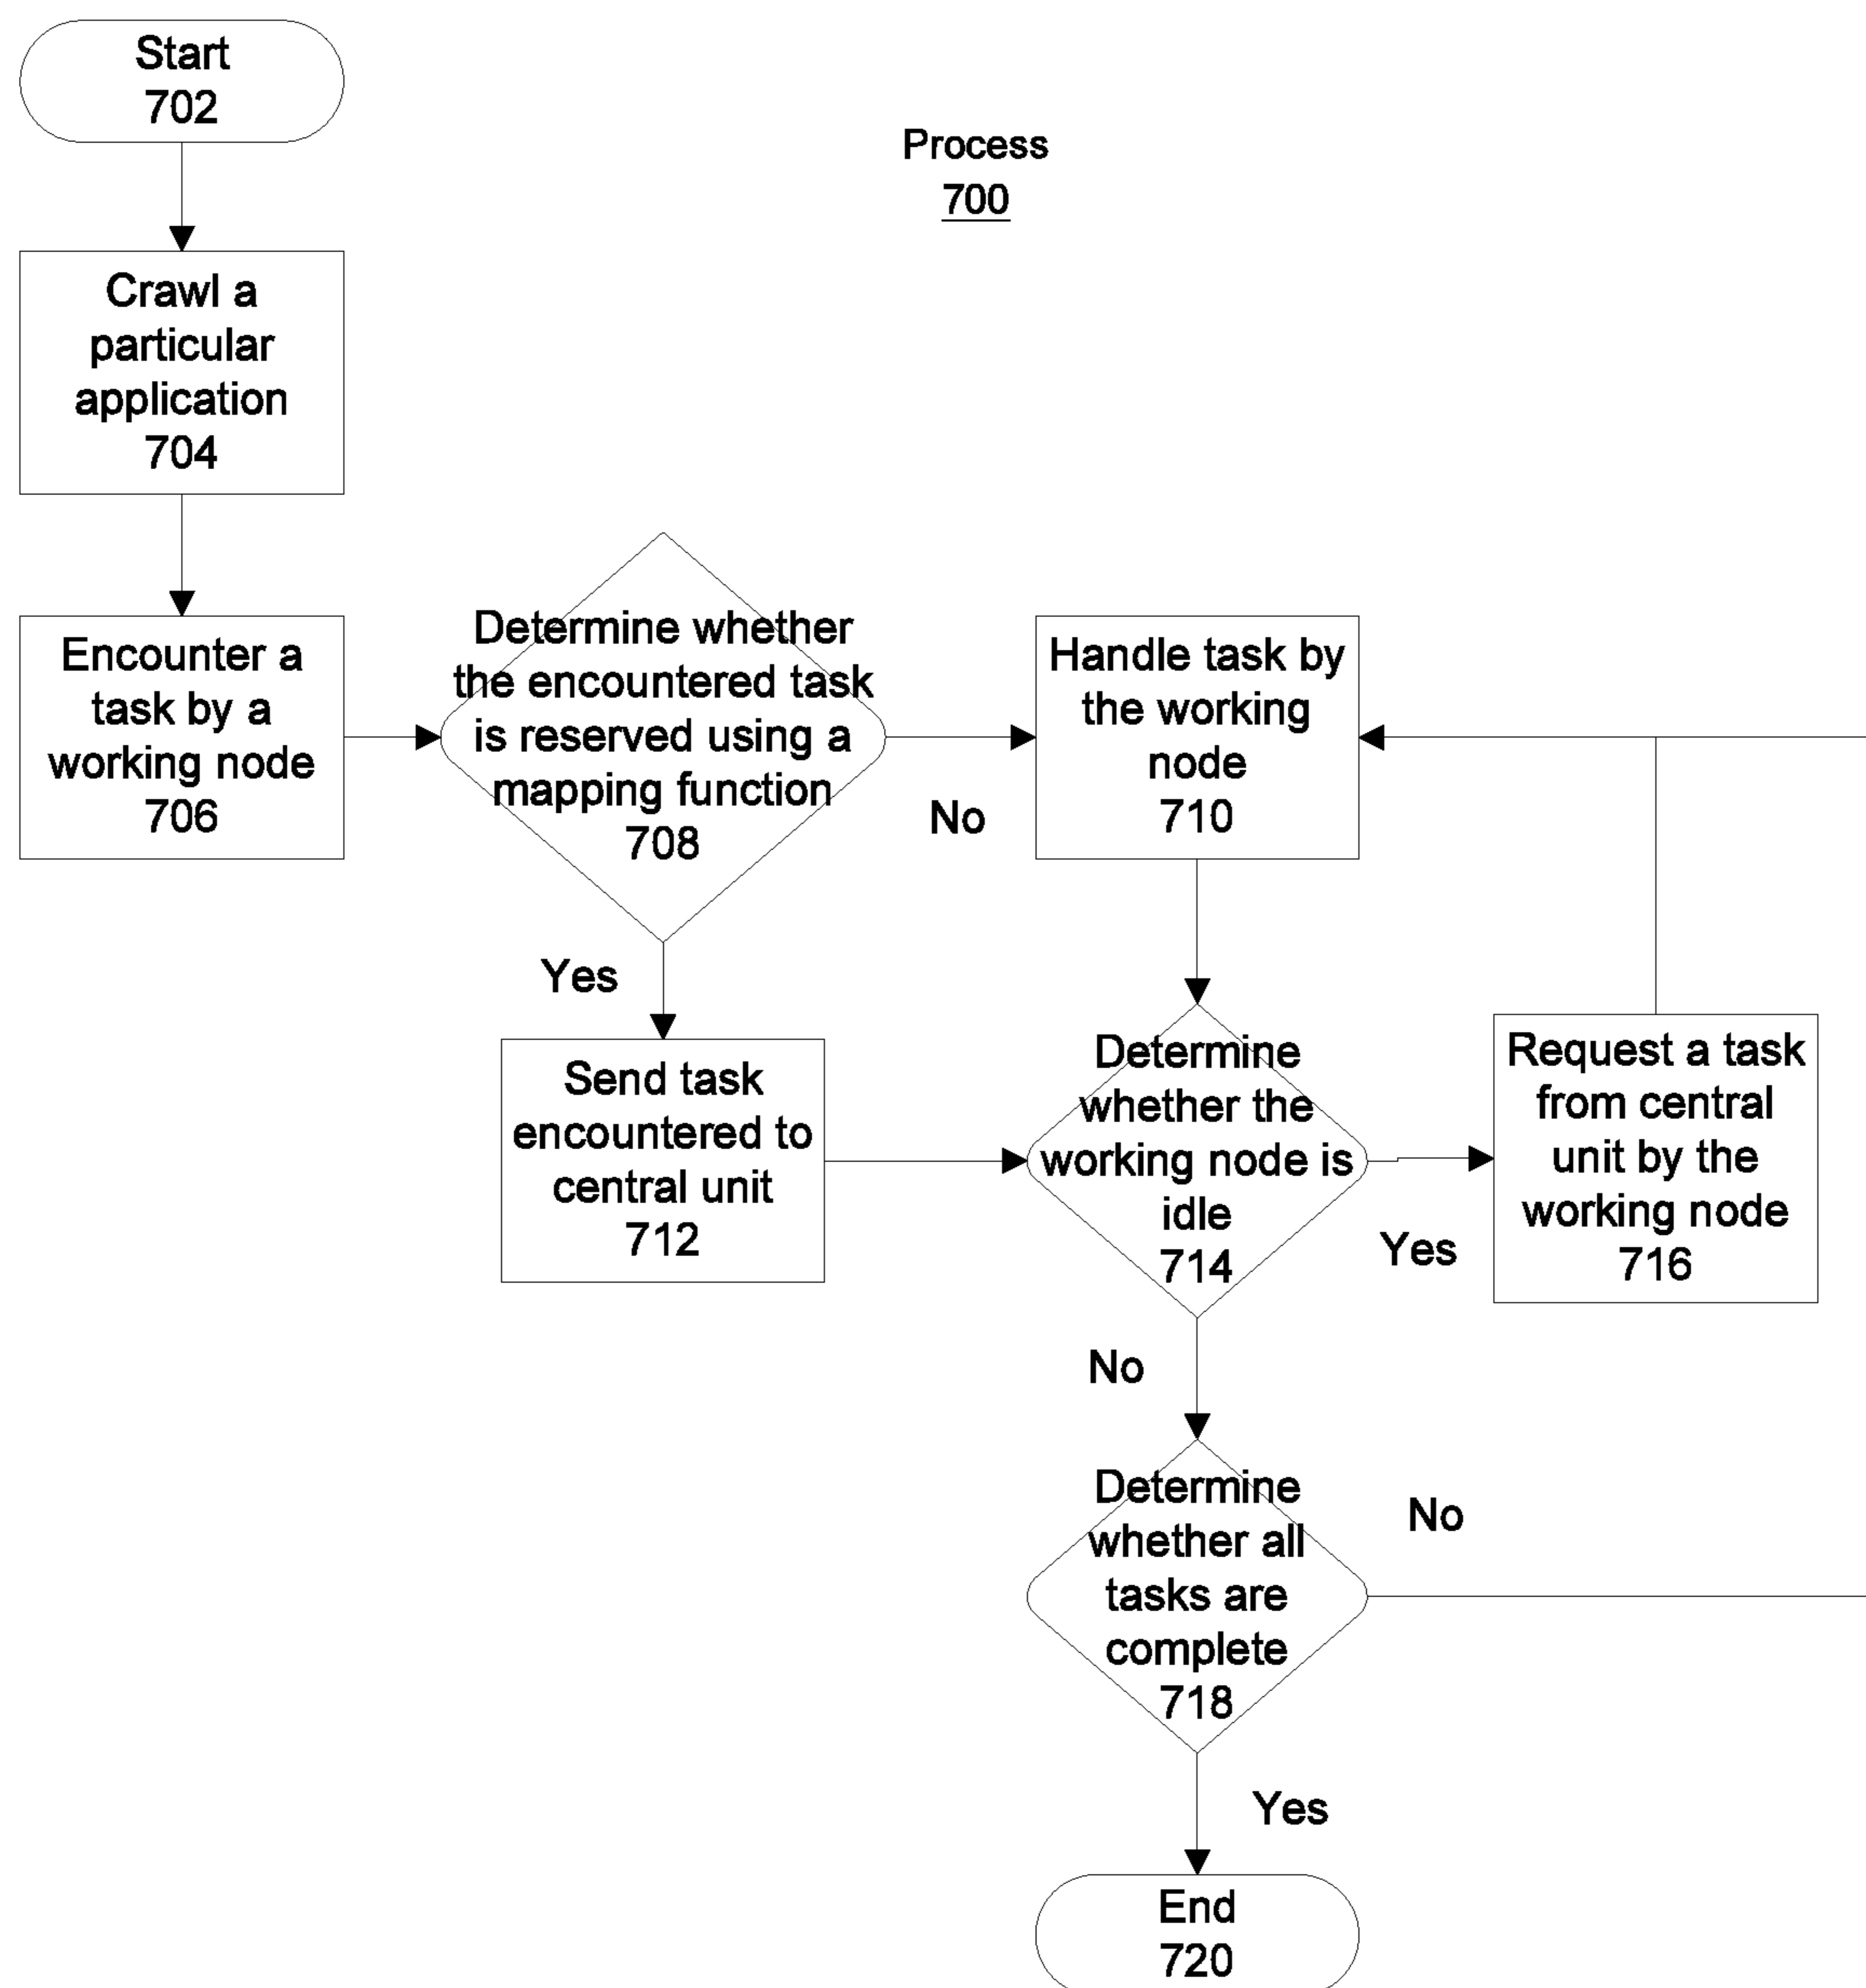 Start
702
Process
700
Crawl a
particular
application
704
Encounter a
task by a
working node
706
Determine whether
the encountered task
is reserved using a
mapping function
708
No
Handle task by
the working
node
710
Yes
Send task
encountered to
central unit
712
Determine
whether the
working node is
idle
714
Yes
Request a task
from central
unit by the
working node
716
No
Determine
whether all
tasks are
complete
718
No
Yes
End
720